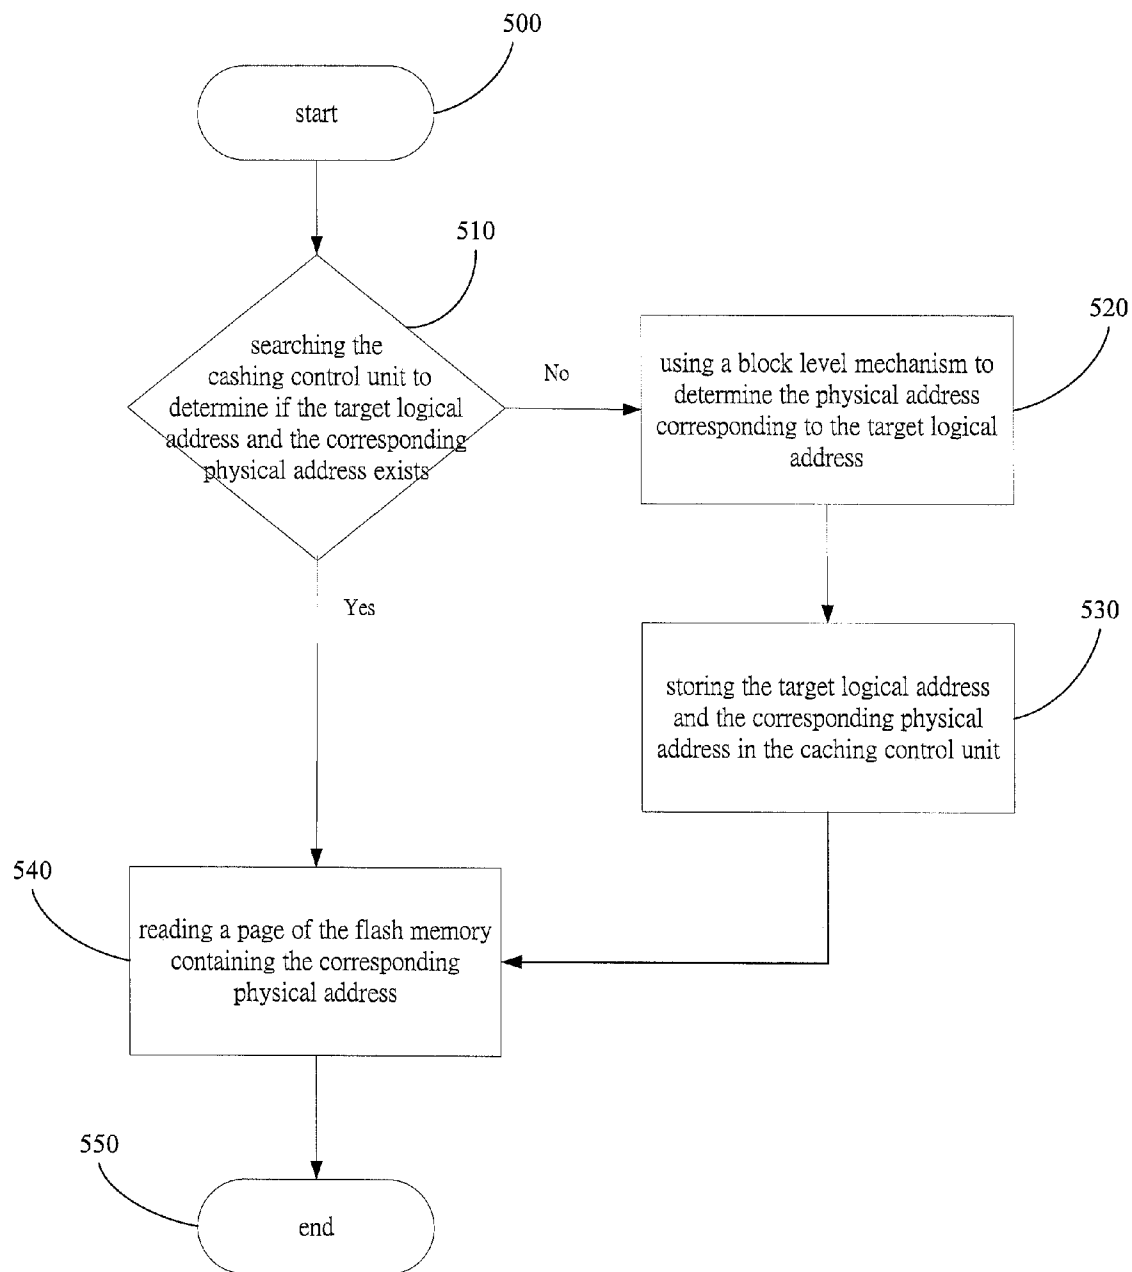 500
start
510
searching the
cashing control unit to
determine if the target logical
address and the corresponding
physical address exists
No
520
using a block level mechanism to
determine the physical address
corresponding to the target logical
address
Yes
530
storing the target logical address
and the corresponding physical
address in the caching control unit
540
reading a page of the flash memory
containing the corresponding
physical address
550
end